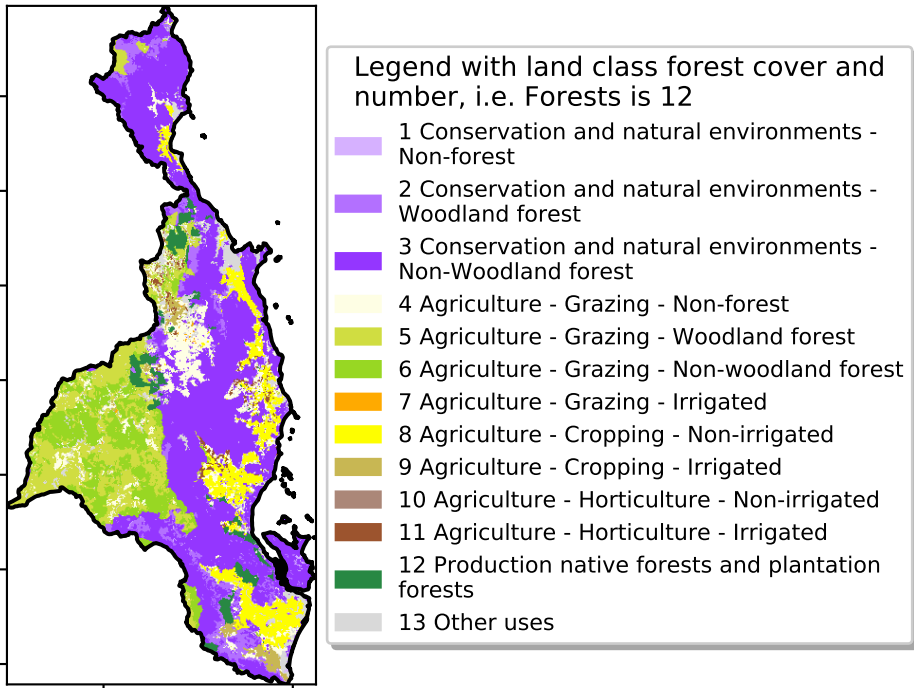 Legend with land class forest cover and
number, i.e. Forests is 12
1 Conservation and natural environments -
Non-forest
2 Conservation and natural environments -
Woodland forest
3 Conservation and natural environments -
Non-Woodland forest
4 Agriculture - Grazing - Non-forest
5 Agriculture - Grazing - Woodland forest
6 Agriculture - Grazing - Non-woodland forest
7 Agriculture - Grazing - Irrigated
8 Agriculture - Cropping - Non-irrigated
9 Agriculture - Cropping - Irrigated
10 Agriculture - Horticulture - Non-irrigated
11 Agriculture - Horticulture - Irrigated
12 Production native forests and plantation
forests
13 Other uses